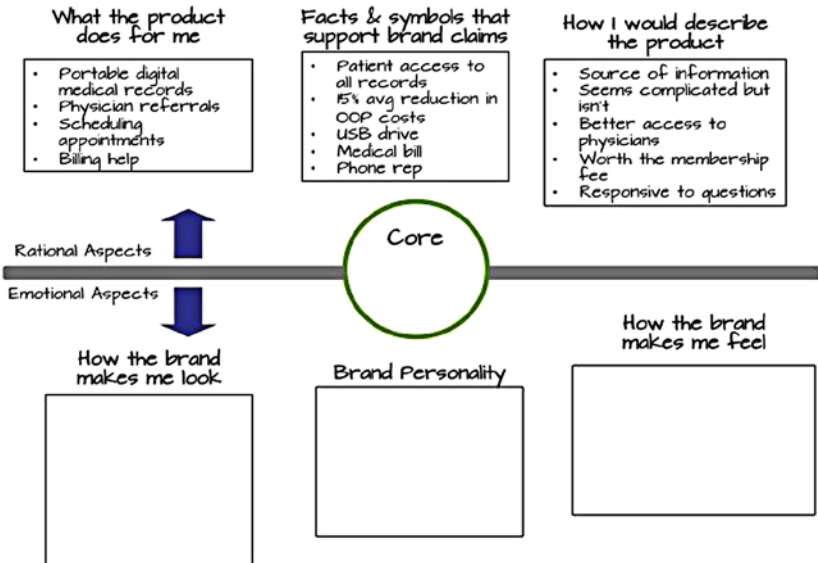 What the product
does for me
• Portable digital
medical records
• Physician referrals
• Scheduling
appointments
• Billing help
Facts & symbols that
support brand claims
• Patient access to
all records
• 15% avg reduction in
OOP costs
• USB drive
• Medical bill
• Phone rep
How I would describe
the product
• Source of information
• Seems complicated but
isn't
• Better access to
physicians
• Worth the membership
fee
• Responsive to questions
Rational Aspects
Core
Emotional Aspects
How the brand
makes me look
Brand Personality
How the brand
makes me feel